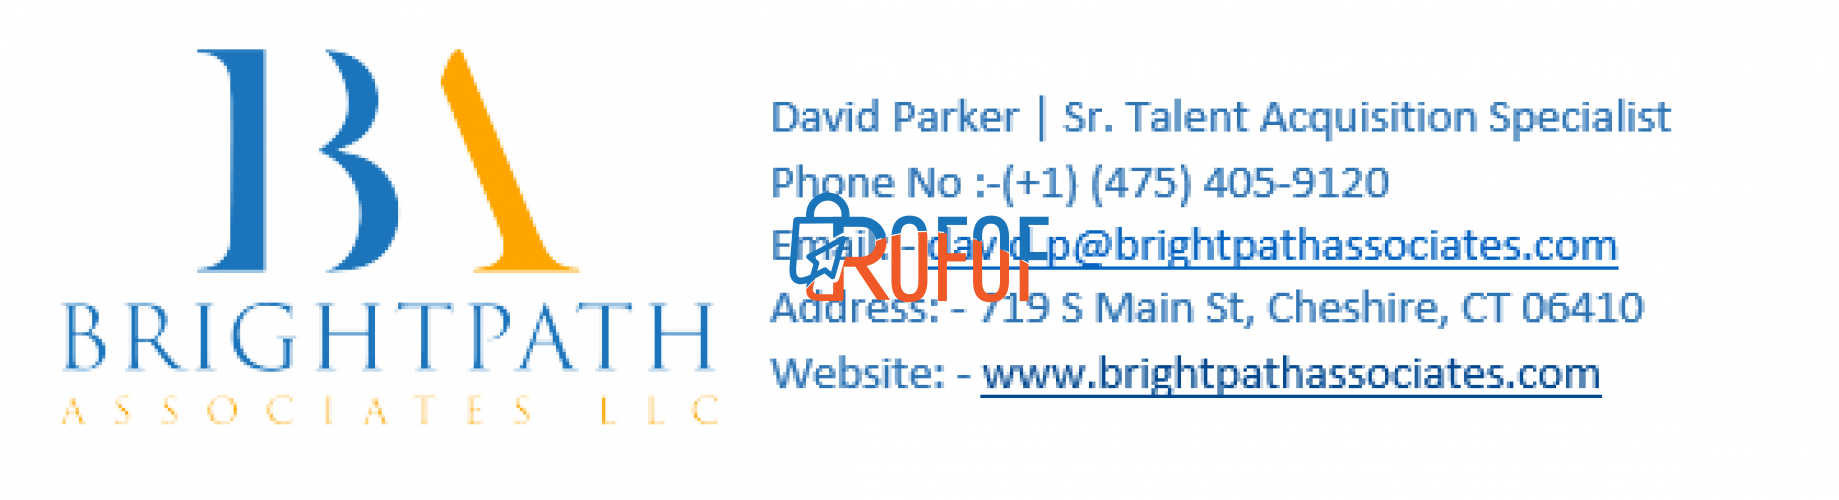 BA
BRIGHTPATH
ASSOCIATES LLC
David Parker | Sr. Talent Acquisition Specialist
Phone No :-(+1) (475) 405-9120
Email: - david.p@brightpathassociates.com
ROFOF
Address: - 719 S Main St, Cheshire, CT 06410
Website: - www.brightpathassociates.com